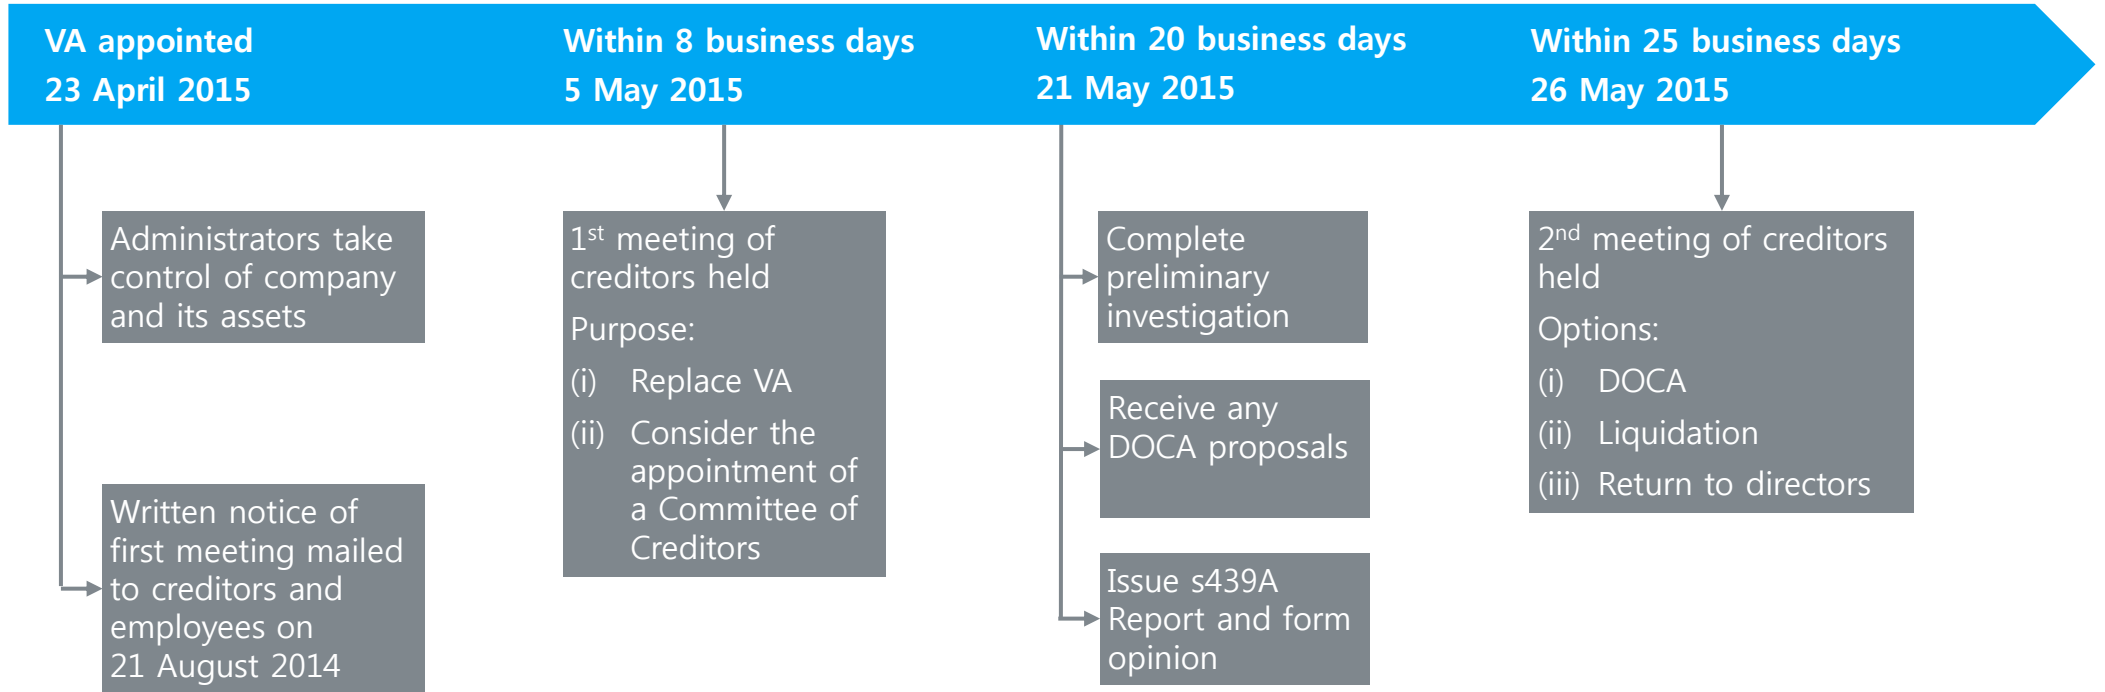 VA appointed
23 April 2015
Within 8 business days
5 May 2015
Within 20 business days
21 May 2015
Within 25 business days
26 May 2015
Administrators take
control of company
and its assets
Written notice of
first meeting mailed
to creditors and
employees on
21 August 2014
1st meeting of
creditors held
Purpose:
(i) Replace VA
(ii) Consider the
appointment of
a Committee of
Creditors
Complete
preliminary
investigation
Receive any
DOCA proposals
Issue s439A
Report and form
opinion
2nd meeting of creditors
held
Options:
(i) DOCA
(ii) Liquidation
(iii) Return to directors